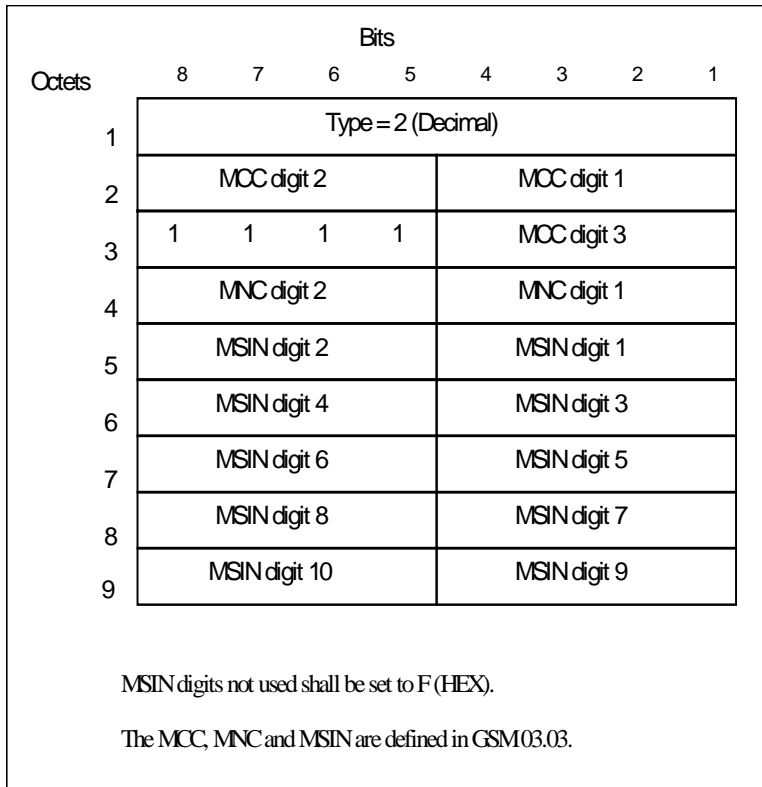 Bits
Octets 8 7 6 5 4 3 2 1
1 Type = 2 (Decimal)
2 MCC digit 2 MCC digit 1
3 1 1 1 1 MCC digit 3
4 MNC digit 2 MNC digit 1
5 MSIN digit 2 MSIN digit 1
6 MSIN digit 4 MSIN digit 3
7 MSIN digit 6 MSIN digit 5
8 MSIN digit 8 MSIN digit 7
9 MSIN digit 10 MSIN digit 9
MSIN digits not used shall be set to F (HEX).
The MCC, MNC and MSIN are defined in GSM 03.03.